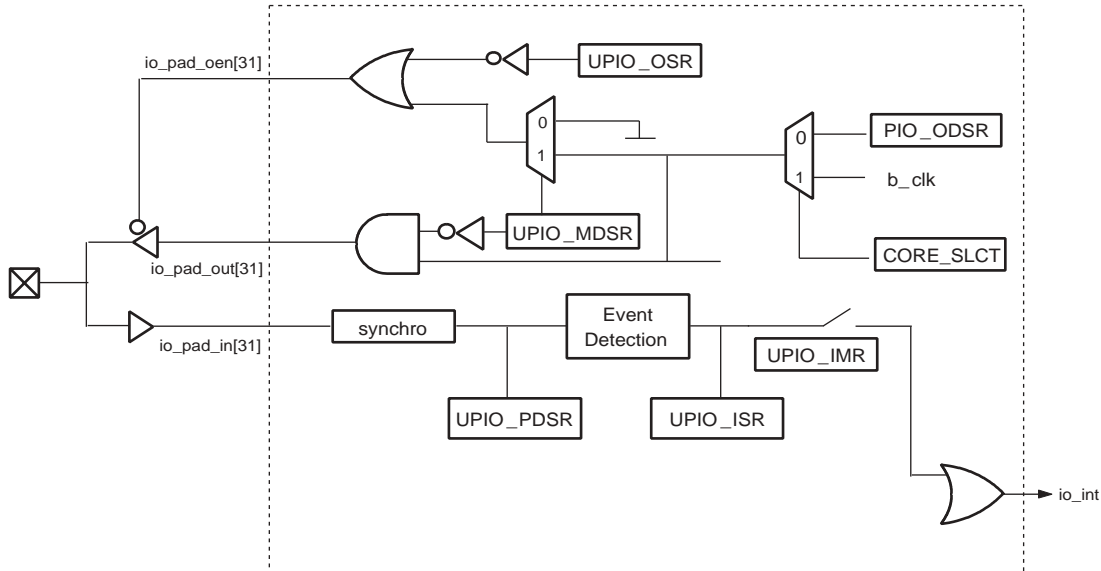 io_pad_oen[31]
UPIO_OSR
0
1
0
1
PIO_ODSR
b_clk
UPIO_MDSR
CORE_SLCT
io_pad_out[31]
io_pad_in[31]
synchro
Event
Detection
UPIO_IMR
UPIO_PDSR
UPIO_ISR
io_int